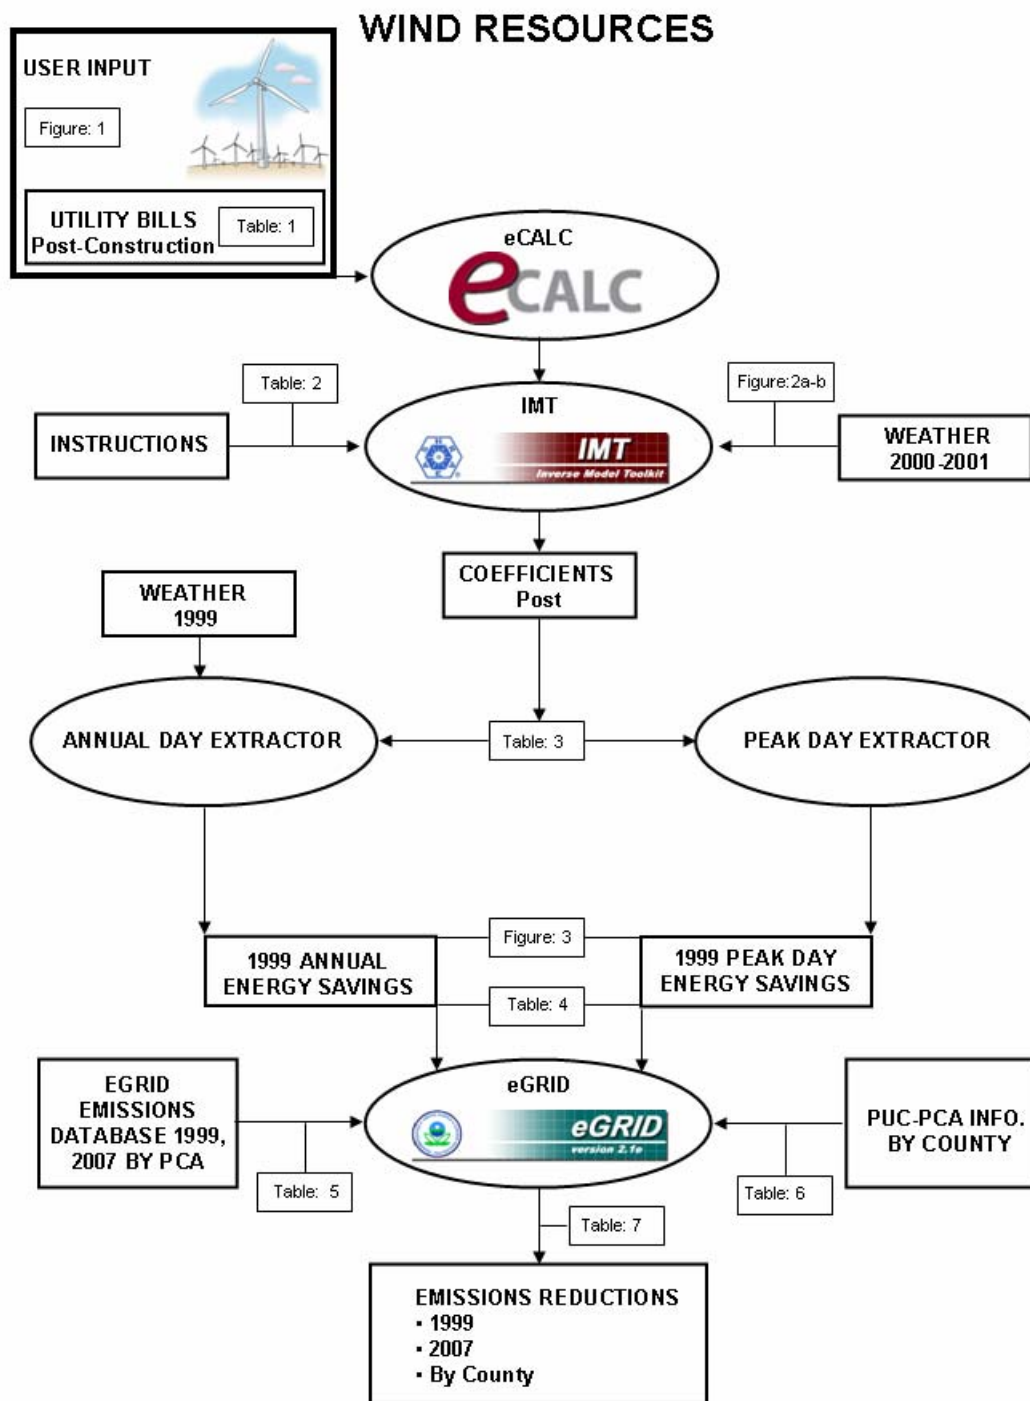 WIND RESOURCES
USER INPUT
Figure: 1
UTILITY BILLS
Post-Construction
Table: 1
eCALC
eCALC
Table: 2
Figure:2a-b
INSTRUCTIONS
IMT
IMT
Inverse Model Toolkit
WEATHER
2000-2001
COEFFICIENTS
Post
WEATHER
1999
ANNUAL DAY EXTRACTOR
Table: 3
PEAK DAY EXTRACTOR
Figure: 3
1999 ANNUAL
ENERGY SAVINGS
1999 PEAK DAY
ENERGY SAVINGS
Table: 4
EGRID
EMISSIONS
DATABASE 1999,
2007 BY PCA
eGRID
eGRID
version 2.1e
PUC-PCA INFO.
BY COUNTY
Table: 5
Table: 6
Table: 7
EMISSIONS REDUCTIONS
▪ 1999
▪ 2007
▪ By County